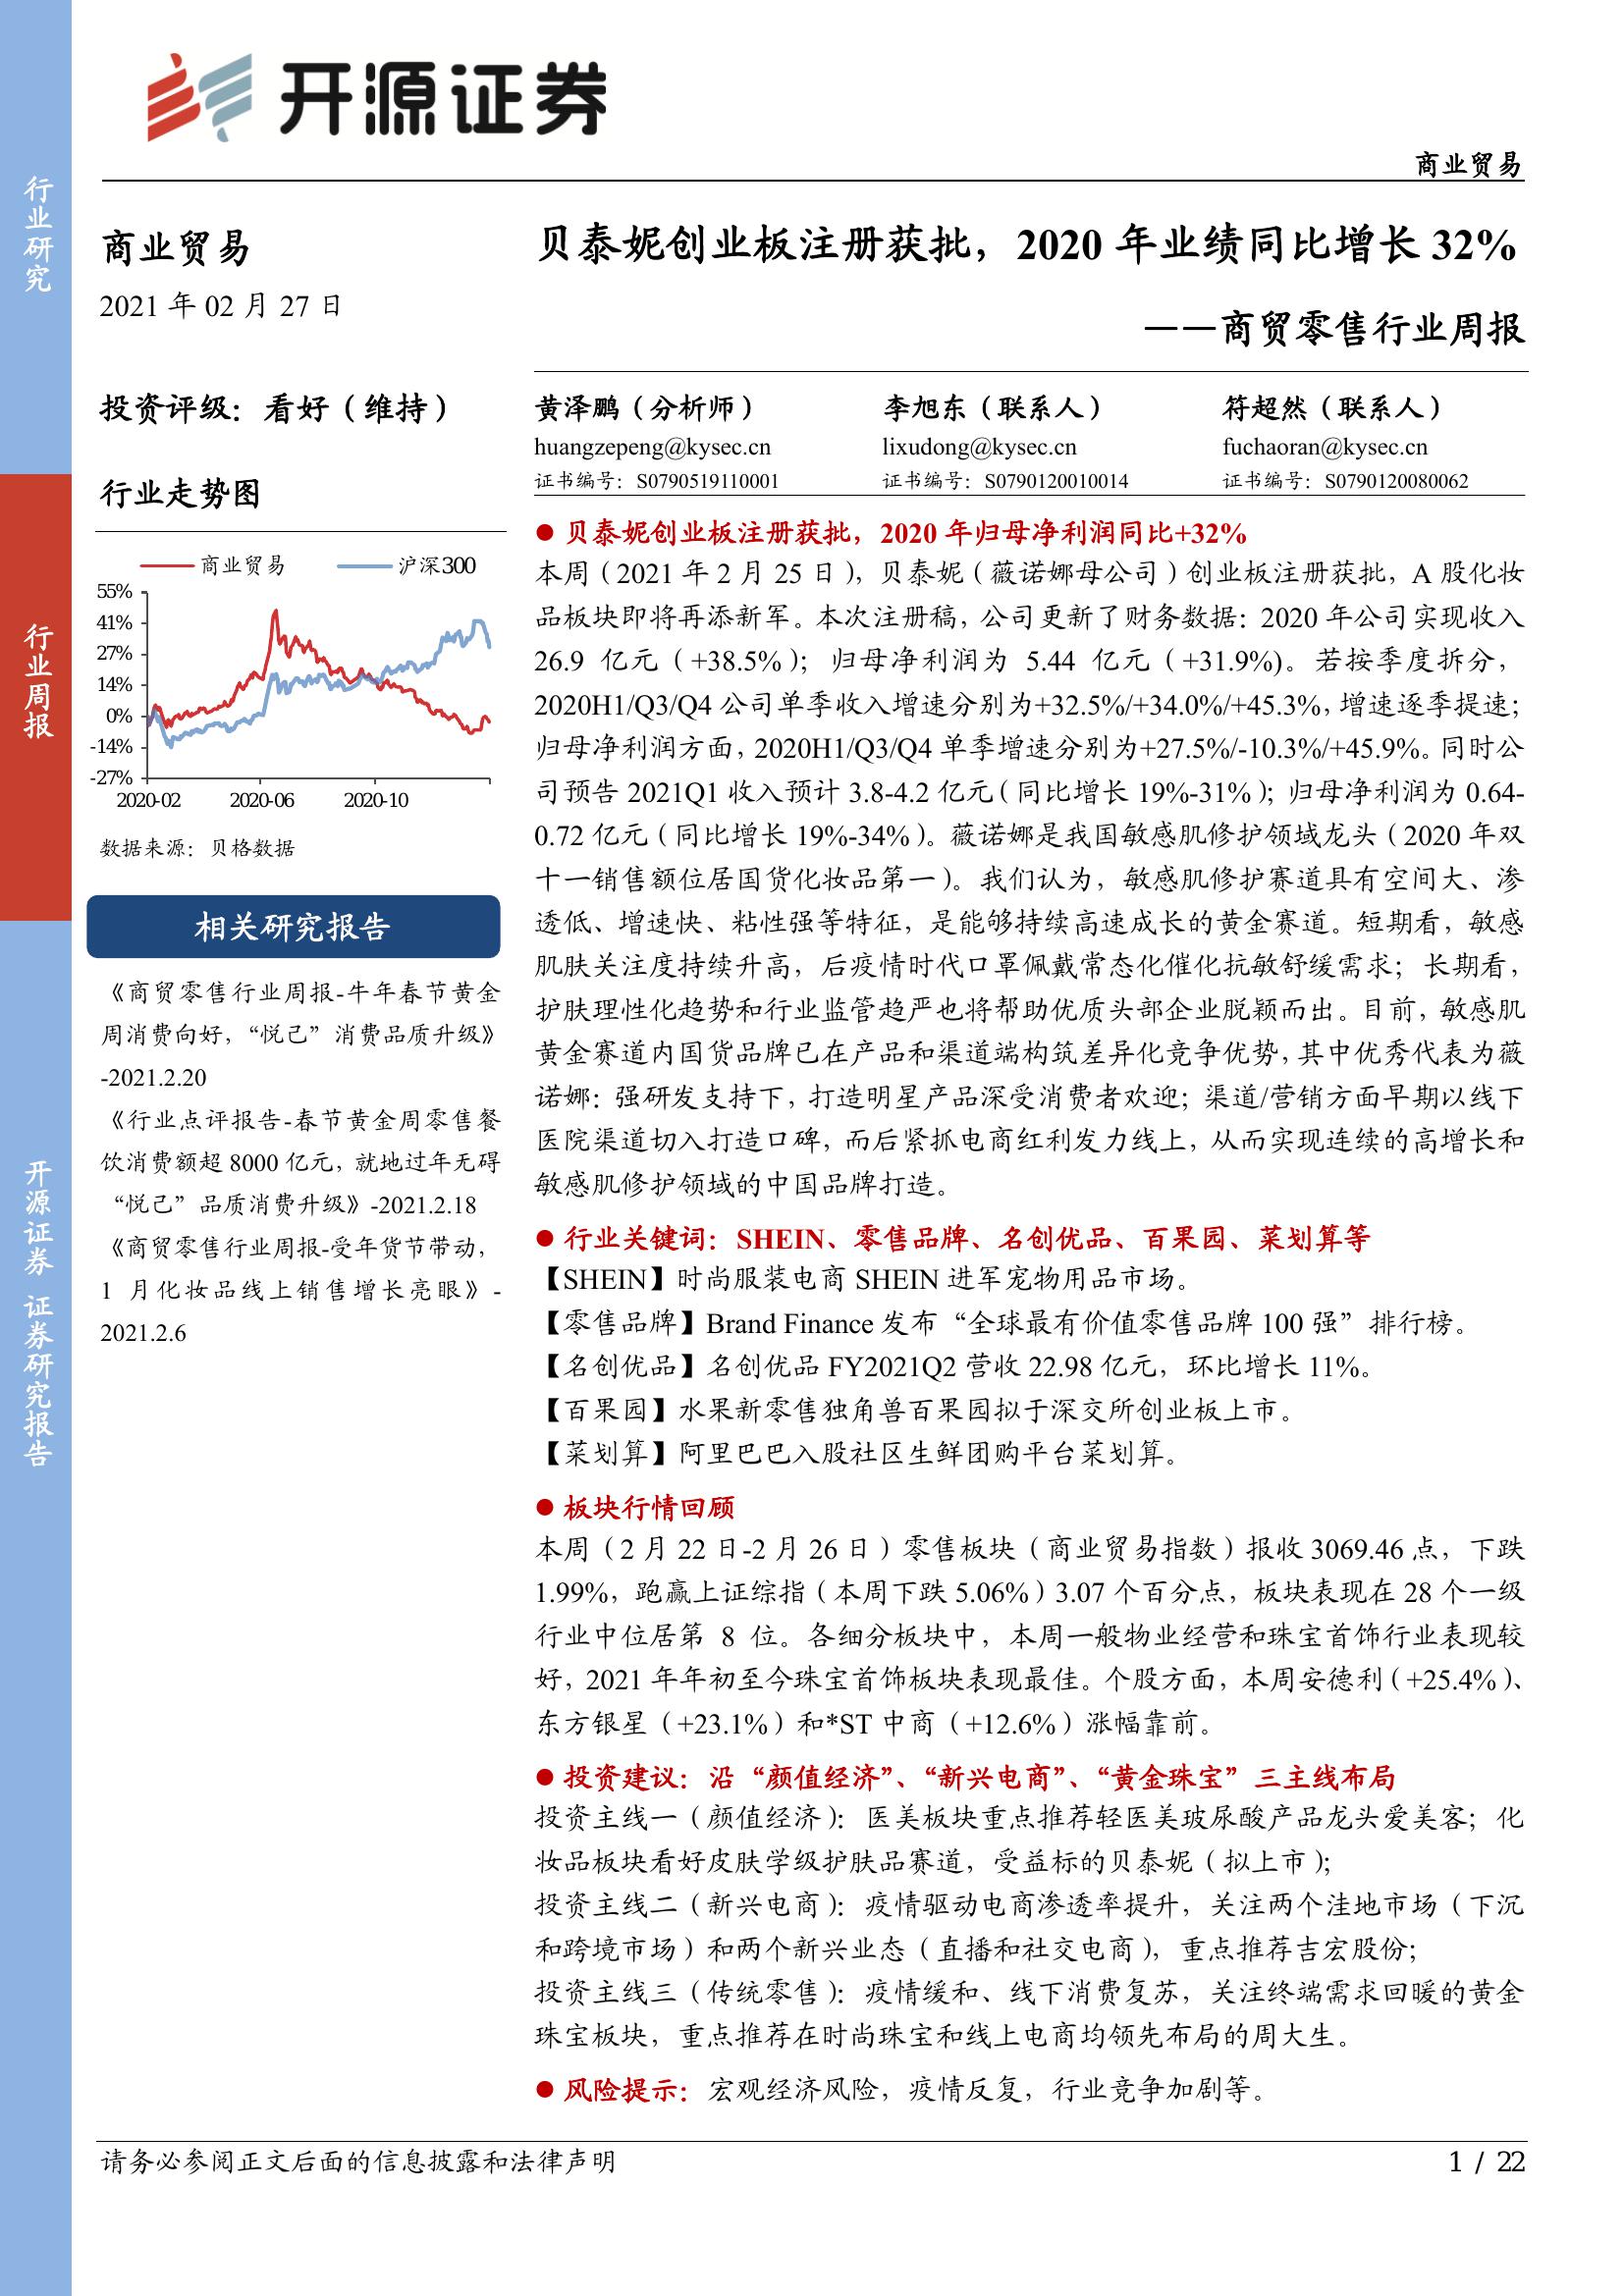 开源证券
商业贸易
行业研究
行业周报
开源证券 证券研究报告
商业贸易
2021 年 02 月 27 日
投资评级：看好（维持）
行业走势图
商业贸易
沪深300
55%
41%
27%
14%
0%
-14%
-27%
2020-02
2020-06
2020-10
数据来源：贝格数据
相关研究报告
《商贸零售行业周报-牛年春节黄金
周消费向好，“悦己”消费品质升级》
-2021.2.20
《行业点评报告-春节黄金周零售餐
饮消费额超 8000 亿元，就地过年无碍
“悦己”品质消费升级》-2021.2.18
《商贸零售行业周报-受年货节带动，
1 月化妆品线上销售增长亮眼》-
2021.2.6
贝泰妮创业板注册获批，2020 年业绩同比增长 32%
——商贸零售行业周报
黄泽鹏（分析师）
李旭东（联系人）
符超然（联系人）
huangzepeng@kysec.cn
lixudong@kysec.cn
fuchaoran@kysec.cn
证书编号：S0790519110001
证书编号：S0790120010014
证书编号：S0790120080062
● 贝泰妮创业板注册获批，2020 年归母净利润同比+32%
本周（2021 年 2 月 25 日），贝泰妮（薇诺娜母公司）创业板注册获批，A 股化妆
品板块即将再添新军。本次注册稿，公司更新了财务数据：2020 年公司实现收入
26.9 亿元（+38.5%）；归母净利润为 5.44 亿元（+31.9%)。若按季度拆分，
2020H1/Q3/Q4 公司单季收入增速分别为+32.5%/+34.0%/+45.3%，增速逐季提速；
归母净利润方面，2020H1/Q3/Q4 单季增速分别为+27.5%/-10.3%/+45.9%。同时公
司预告 2021Q1 收入预计 3.8-4.2 亿元（同比增长 19%-31%）；归母净利润为 0.64-
0.72 亿元（同比增长 19%-34%）。薇诺娜是我国敏感肌修护领域龙头（2020 年双
十一销售额位居国货化妆品第一）。我们认为，敏感肌修护赛道具有空间大、渗
透低、增速快、粘性强等特征，是能够持续高速成长的黄金赛道。短期看，敏感
肌肤关注度持续升高，后疫情时代口罩佩戴常态化催化抗敏舒缓需求；长期看，
护肤理性化趋势和行业监管趋严也将帮助优质头部企业脱颖而出。目前，敏感肌
黄金赛道内国货品牌已在产品和渠道端构筑差异化竞争优势，其中优秀代表为薇
诺娜：强研发支持下，打造明星产品深受消费者欢迎；渠道/营销方面早期以线下
医院渠道切入打造口碑，而后紧抓电商红利发力线上，从而实现连续的高增长和
敏感肌修护领域的中国品牌打造。
● 行业关键词：SHEIN、零售品牌、名创优品、百果园、菜划算等
【SHEIN】时尚服装电商 SHEIN 进军宠物用品市场。
【零售品牌】Brand Finance 发布“全球最有价值零售品牌 100 强”排行榜。
【名创优品】名创优品 FY2021Q2 营收 22.98 亿元，环比增长 11%。
【百果园】水果新零售独角兽百果园拟于深交所创业板上市。
【菜划算】阿里巴巴入股社区生鲜团购平台菜划算。
● 板块行情回顾
本周（2 月 22 日-2 月 26 日）零售板块（商业贸易指数）报收 3069.46 点，下跌
1.99%，跑赢上证综指（本周下跌 5.06%）3.07 个百分点，板块表现在 28 个一级
行业中位居第 8 位。各细分板块中，本周一般物业经营和珠宝首饰行业表现较
好，2021 年年初至今珠宝首饰板块表现最佳。个股方面，本周安德利（+25.4%）、
东方银星（+23.1%）和*ST 中商（+12.6%）涨幅靠前。
● 投资建议：沿“颜值经济”、“新兴电商”、“黄金珠宝”三主线布局
投资主线一（颜值经济）：医美板块重点推荐轻医美玻尿酸产品龙头爱美客；化
妆品板块看好皮肤学级护肤品赛道，受益标的贝泰妮（拟上市）；
投资主线二（新兴电商）：疫情驱动电商渗透率提升，关注两个洼地市场（下沉
和跨境市场）和两个新兴业态（直播和社交电商），重点推荐吉宏股份；
投资主线三（传统零售）：疫情缓和、线下消费复苏，关注终端需求回暖的黄金
珠宝板块，重点推荐在时尚珠宝和线上电商均领先布局的周大生。
● 风险提示：宏观经济风险，疫情反复，行业竞争加剧等。
请务必参阅正文后面的信息披露和法律声明
1 / 22